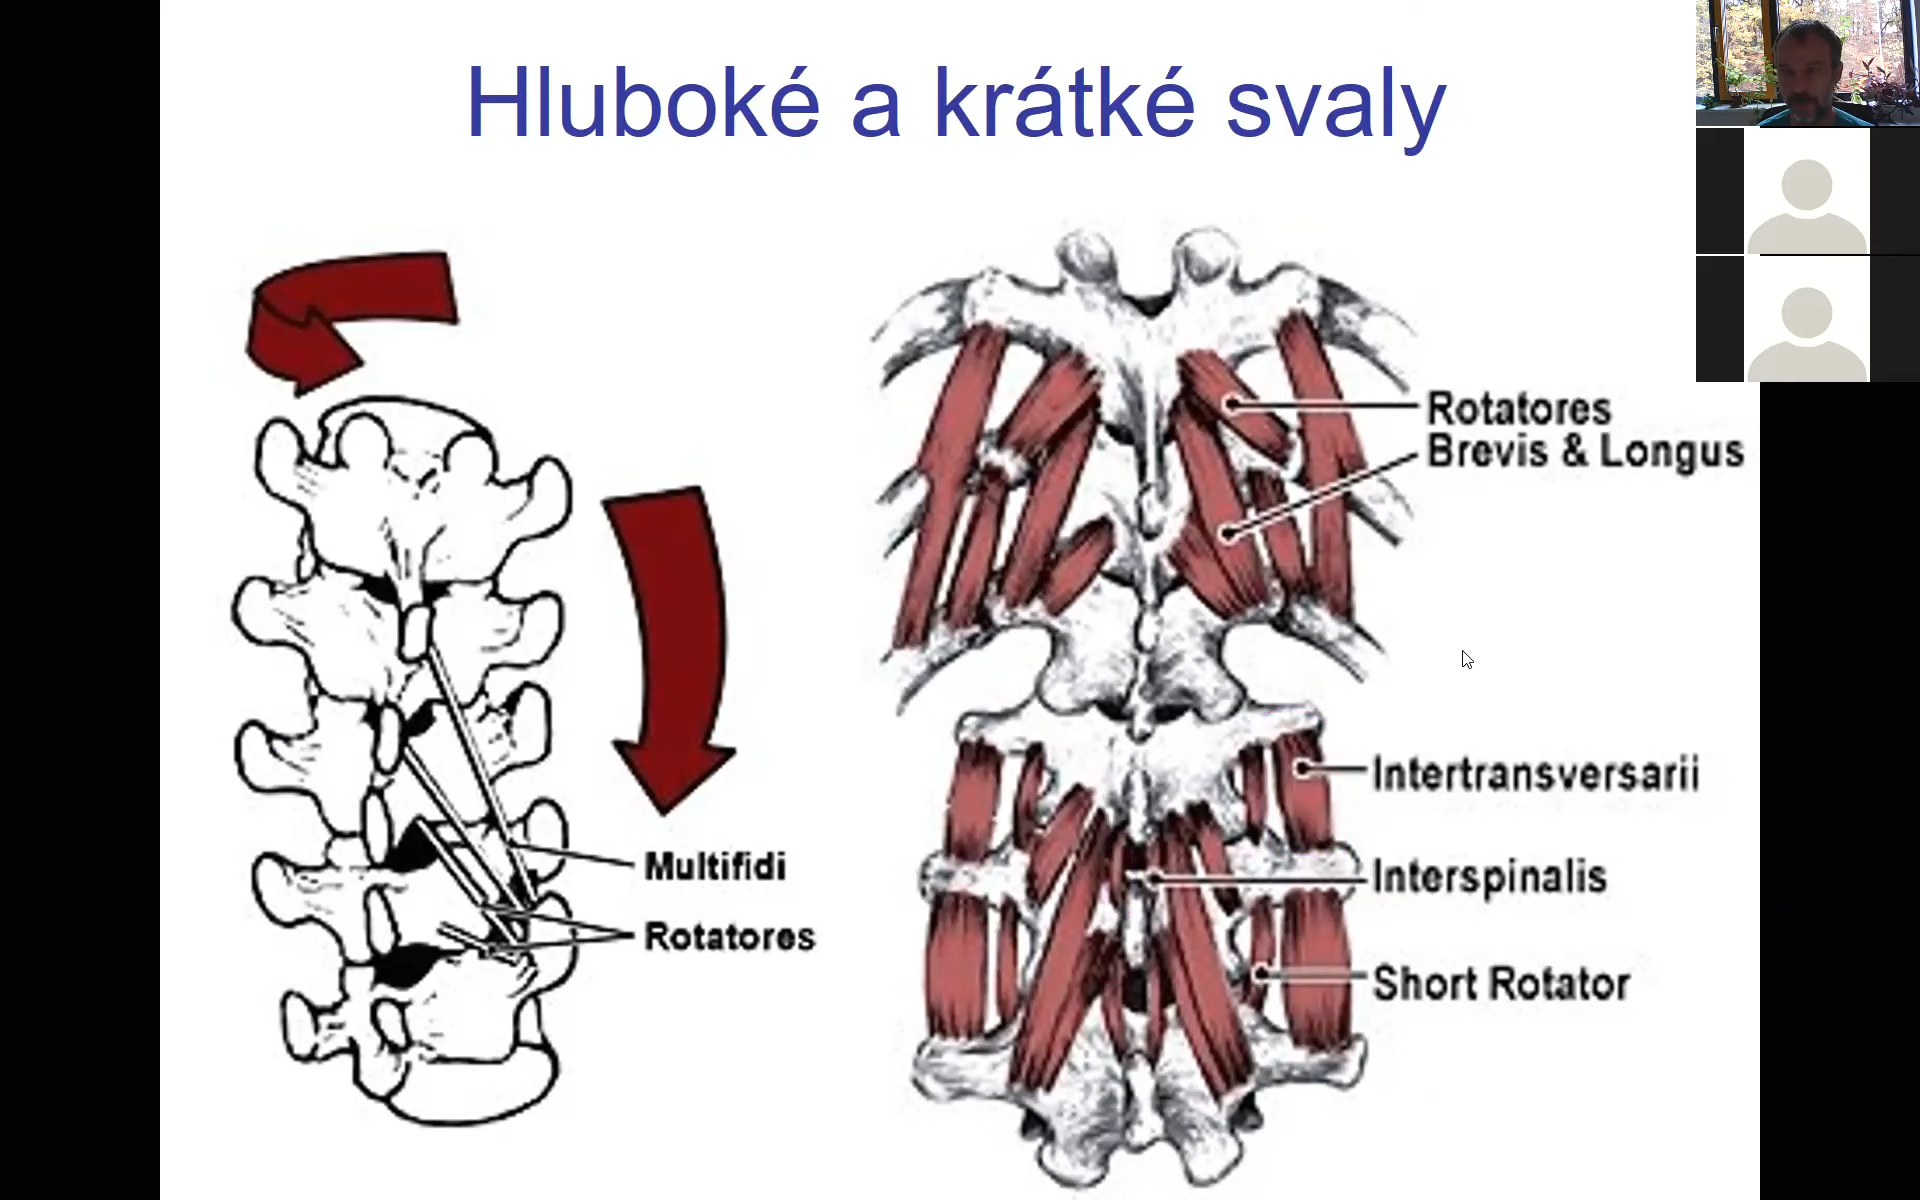 Hluboké a krátké svaly
Rotatores
Brevis & Longus
Multifidi
Rotatores
Intertransversarii
Interspinalis
Short Rotator